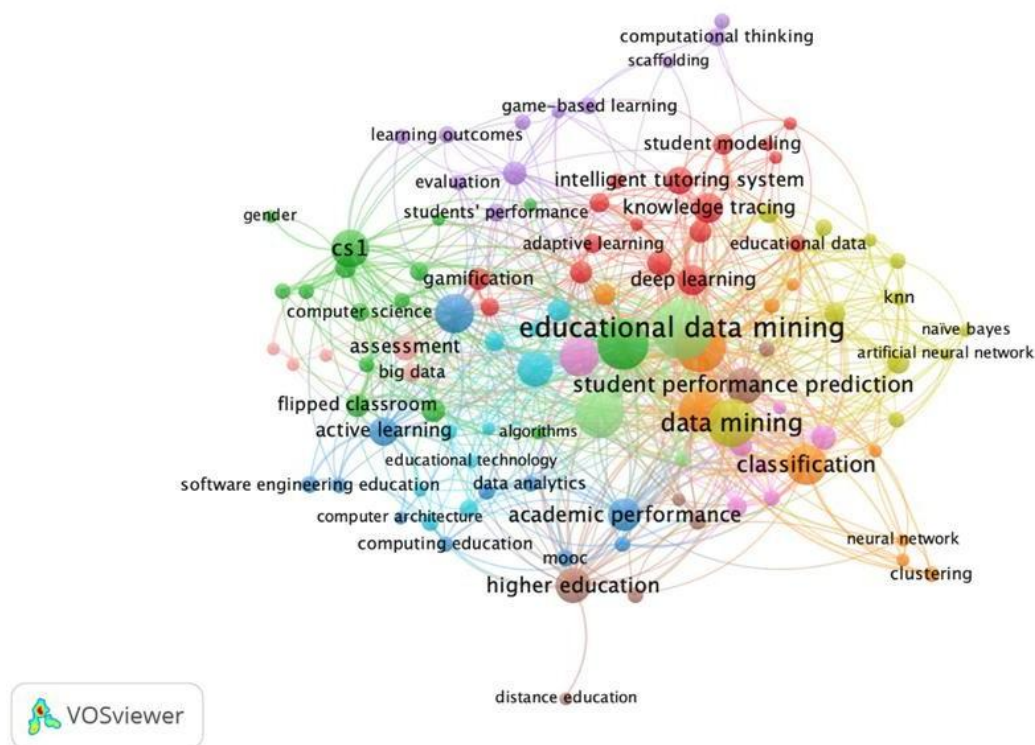 computational thinking
scaffolding
game-based learning
learning outcomes
student modeling
evaluation
intelligent tutoring system
students' performance
knowledge tracing
gender
cs1
adaptive learning
educational data
gamification
deep learning
knn
computer science
educational data mining
naïve bayes
assessment
artificial neural network
big data
student performance prediction
flipped classroom
data mining
active learning
algorithms
educational technology
classification
software engineering education
data analytics
computer architecture
academic performance
computing education
neural network
mooc
clustering
higher education
distance education
VOSviewer